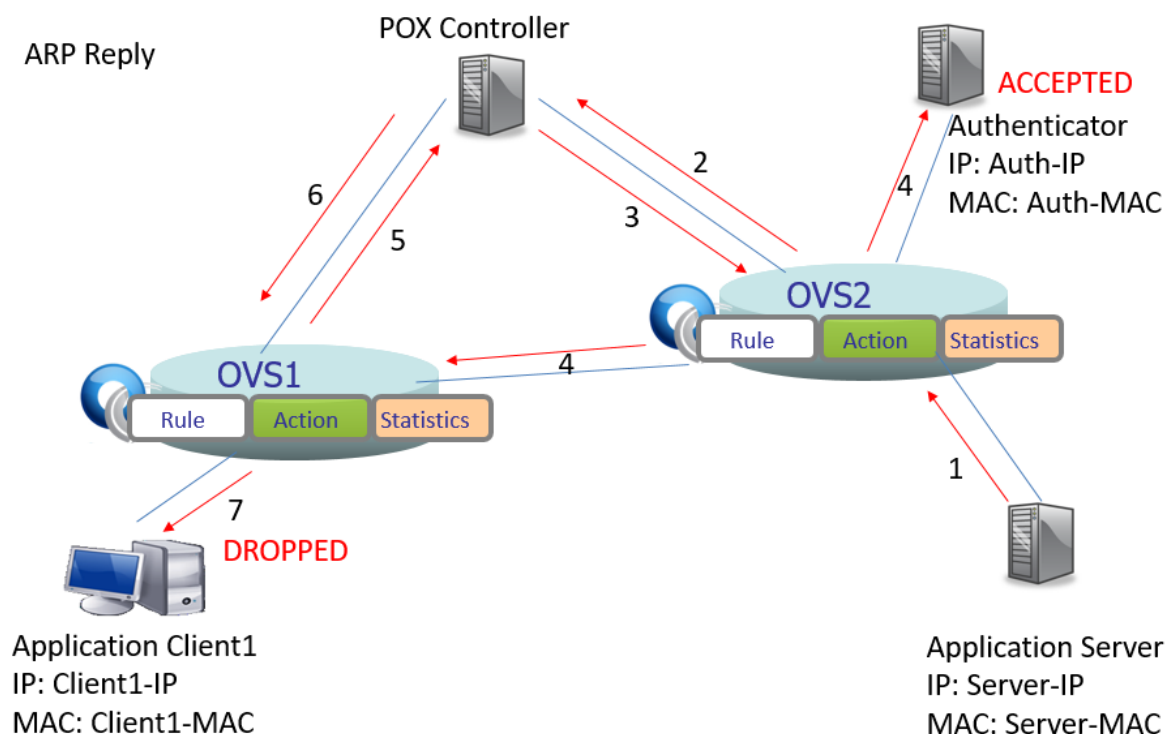 ARP Reply
POX Controller
ACCEPTED
Authenticator
IP: Auth-IP
MAC: Auth-MAC
2
4
6
3
5
OVS2
Rule Action Statistics
4
OVS1
Rule Action Statistics
1
7
DROPPED
Application Client1
IP: Client1-IP
MAC: Client1-MAC
Application Server
IP: Server-IP
MAC: Server-MAC